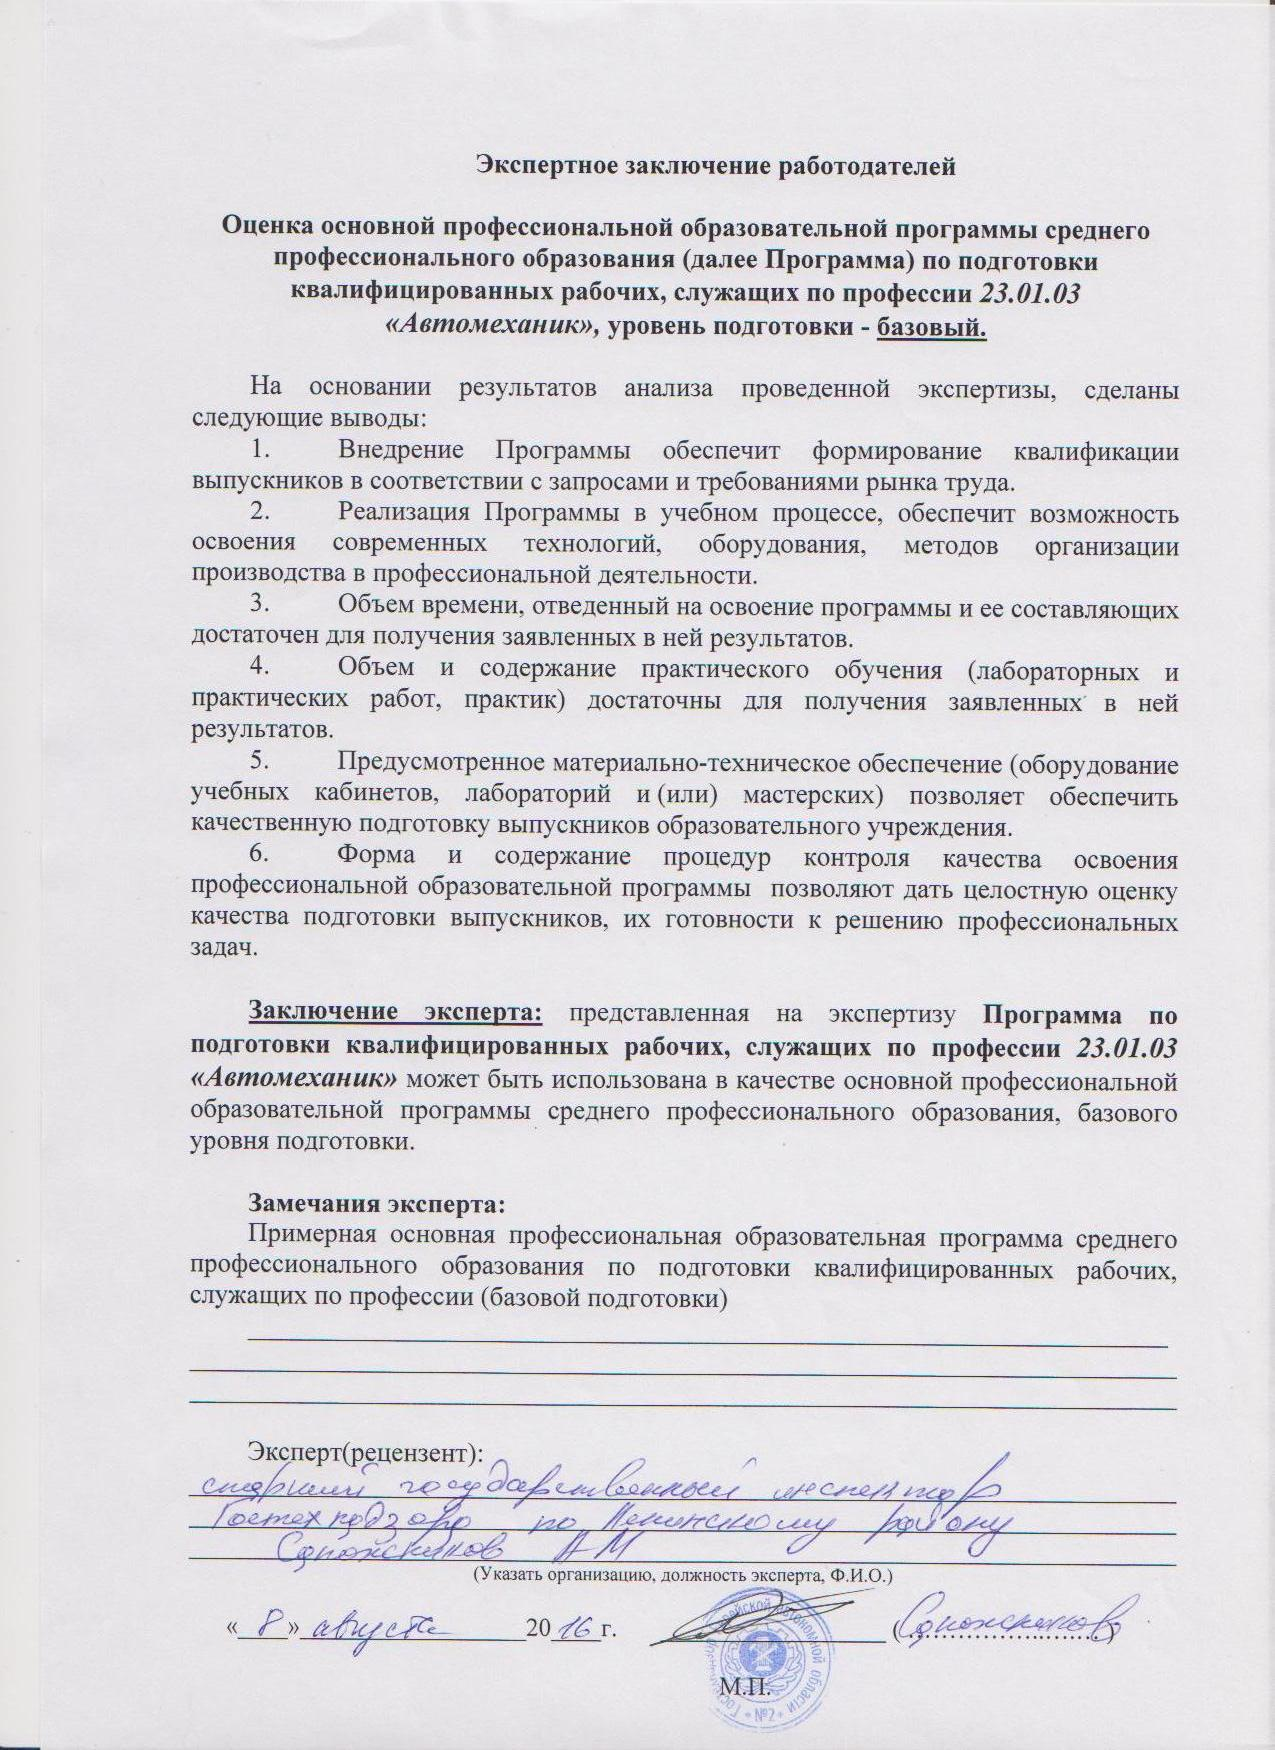 Экспертное заключение работодателей
Оценка основной профессиональной образовательной программы среднего
профессионального образования (далее Программа) по подготовки
квалифицированных рабочих, служащих по профессии 23.01.03
«Автомеханик», уровень подготовки - базовый.
На основании результатов анализа проведенной экспертизы, сделаны
следующие выводы:
1. Внедрение Программы обеспечит формирование квалификации
выпускников в соответствии с запросами и требованиями рынка труда.
2. Реализация Программы в учебном процессе, обеспечит возможность
освоения современных технологий, оборудования, методов организации
производства в профессиональной деятельности.
3. Объем времени, отведенный на освоение программы и ее составляющих
достаточен для получения заявленных в ней результатов.
4. Объем и содержание практического обучения (лабораторных и
практических работ, практик) достаточны для получения заявленных в ней
результатов.
5. Предусмотренное материально-техническое обеспечение (оборудование
учебных кабинетов, лабораторий и (или) мастерских) позволяет обеспечить
качественную подготовку выпускников образовательного учреждения.
6. Форма и содержание процедур контроля качества освоения
профессиональной образовательной программы позволяют дать целостную оценку
качества подготовки выпускников, их готовности к решению профессиональных
задач.
Заключение эксперта: представленная на экспертизу Программа по
подготовки квалифицированных рабочих, служащих по профессии 23.01.03
«Автомеханик» может быть использована в качестве основной профессиональной
образовательной программы среднего профессионального образования, базового
уровня подготовки.
Замечания эксперта:
Примерная основная профессиональная образовательная программа среднего
профессионального образования по подготовки квалифицированных рабочих,
служащих по профессии (базовой подготовки)
Эксперт(рецензент):
старший государственный инспектор
Гостехнадзора по Ленинскому району
АМ
(Указать организацию, должность эксперта, Ф.И.О.)
«8» августа 2016г.
М.П.
автономной области
№2